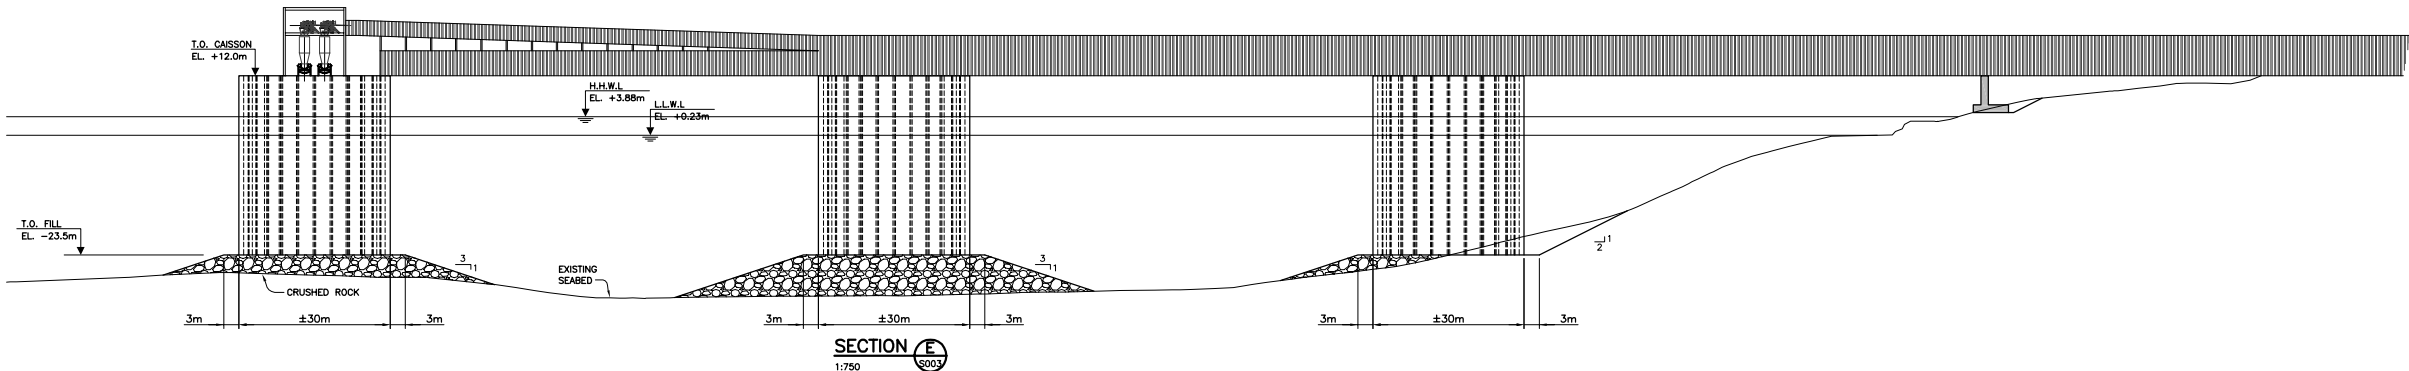 T.O. CAISSON
EL. +12.0m
H.H.W.L
EL. +3.88m
L.L.W.L
EL. +0.23m
T.O. FILL
EL. -23.5m
3
1
3
1
1
2
EXISTING
SEABED
CRUSHED ROCK
3m ±30m 3m
3m ±30m 3m
3m ±30m 3m
SECTION E
S003
1:750